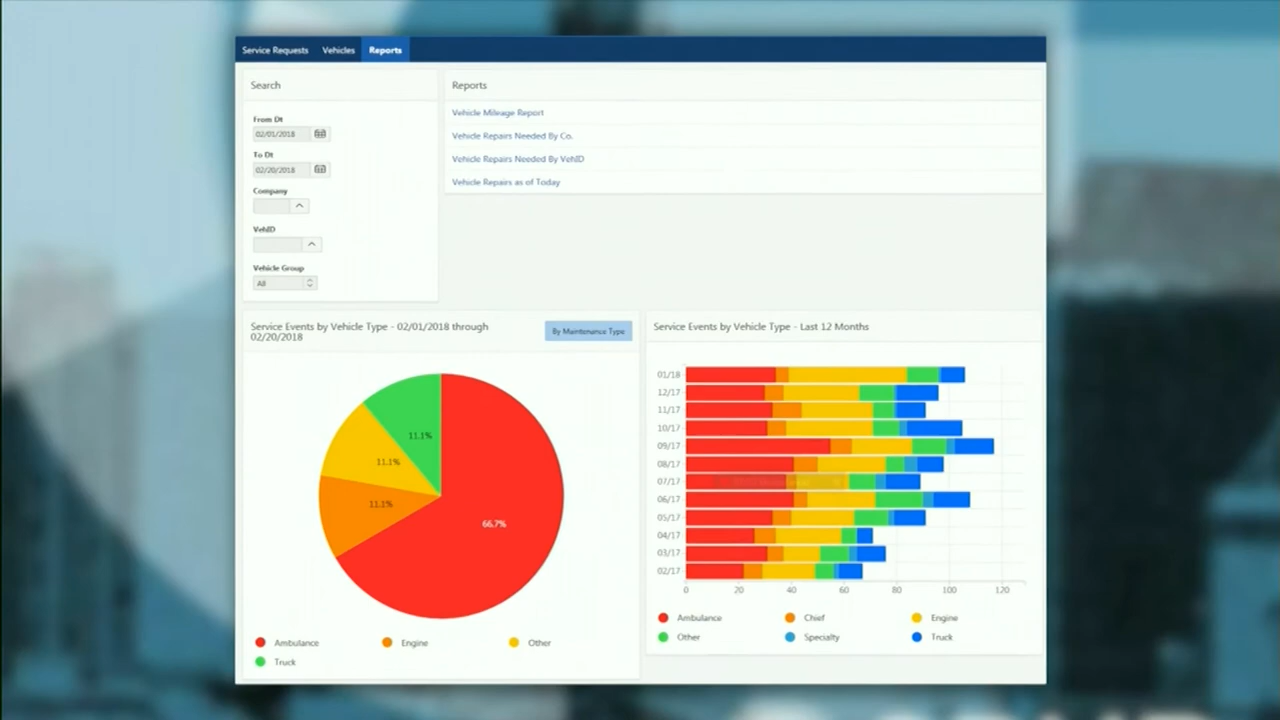 Service Requests Vehicles Reports
Search
From Dt
02/01/2018
To Dt
02/20/2018
Company
VehID
Vehicle Group
All
Reports
Vehicle Mileage Report
Vehicle Repairs Needed By Co.
Vehicle Repairs Needed By VehID
Vehicle Repairs as of Today
Service Events by Vehicle Type - 02/01/2018 through
02/20/2018
By Maintenance Type
11.1%
11.1%
11.1%
66.7%
Ambulance Engine Other
Truck
Service Events by Vehicle Type - Last 12 Months
01/18
12/17
11/17
10/17
09/17
08/17
07/17
06/17
05/17
04/17
03/17
02/17
0 20 40 60 80 100 120
Ambulance Chief Engine
Other Specialty Truck